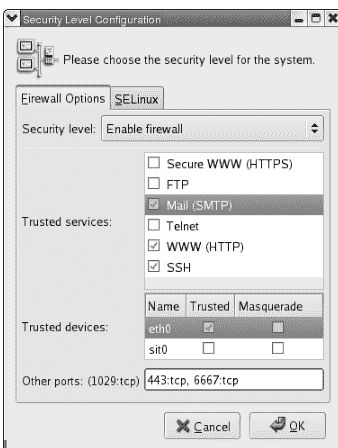 Security Level Configuration
Please choose the security level for the system.
Firewall Options SELinux
Security level: Enable firewall
Trusted services:
Secure WWW (HTTPS)
FTP
Mail (SMTP)
Telnet
WWW (HTTP)
SSH
Trusted devices:
Name Trusted Masquerade
eth0
sit0
Other ports: (1029:tcp) 443:tcp, 6667:tcp
Cancel OK